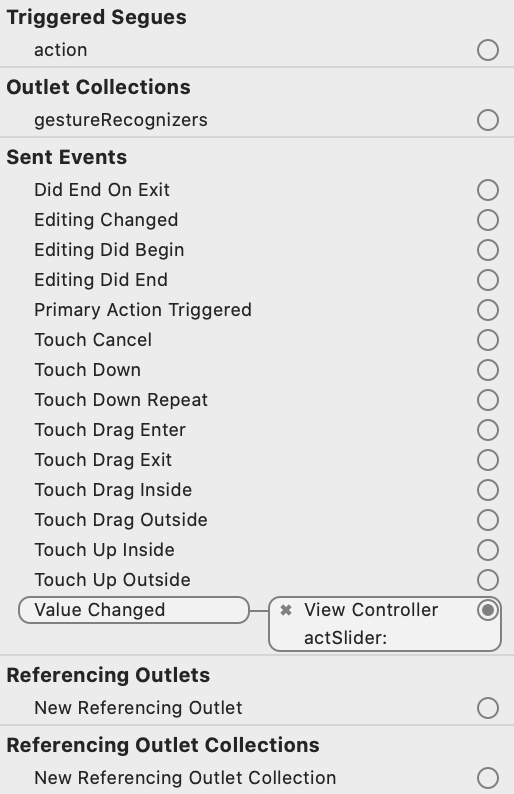 Triggered Segues
action
Outlet Collections
gestureRecognizers
Sent Events
Did End On Exit
Editing Changed
Editing Did Begin
Editing Did End
Primary Action Triggered
Touch Cancel
Touch Down
Touch Down Repeat
Touch Drag Enter
Touch Drag Exit
Touch Drag Inside
Touch Drag Outside
Touch Up Inside
Touch Up Outside
Value Changed View Controller
actSlider:
Referencing Outlets
New Referencing Outlet
Referencing Outlet Collections
New Referencing Outlet Collection